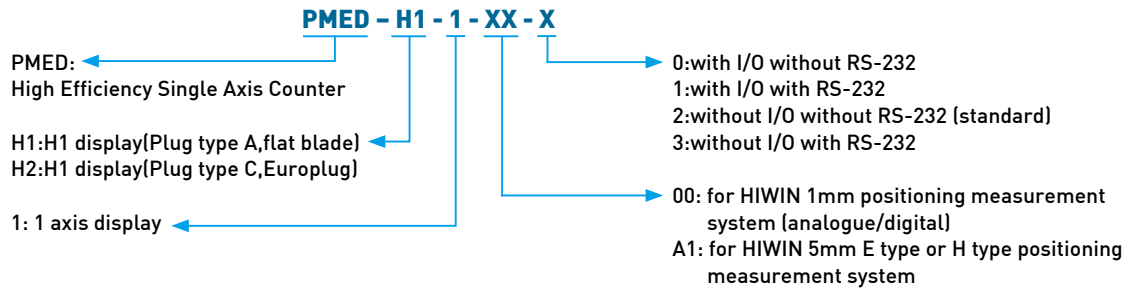 PMED - H1 - 1 - XX - X
PMED:
High Efficiency Single Axis Counter
H1:H1 display(Plug type A,flat blade)
H2:H1 display(Plug type C,Europlug)
1: 1 axis display
0:with I/O without RS-232
1:with I/O with RS-232
2:without I/O without RS-232 (standard)
3:without I/O with RS-232
00: for HIWIN 1mm positioning measurement
system (analogue/digital)
A1: for HIWIN 5mm E type or H type positioning
measurement system